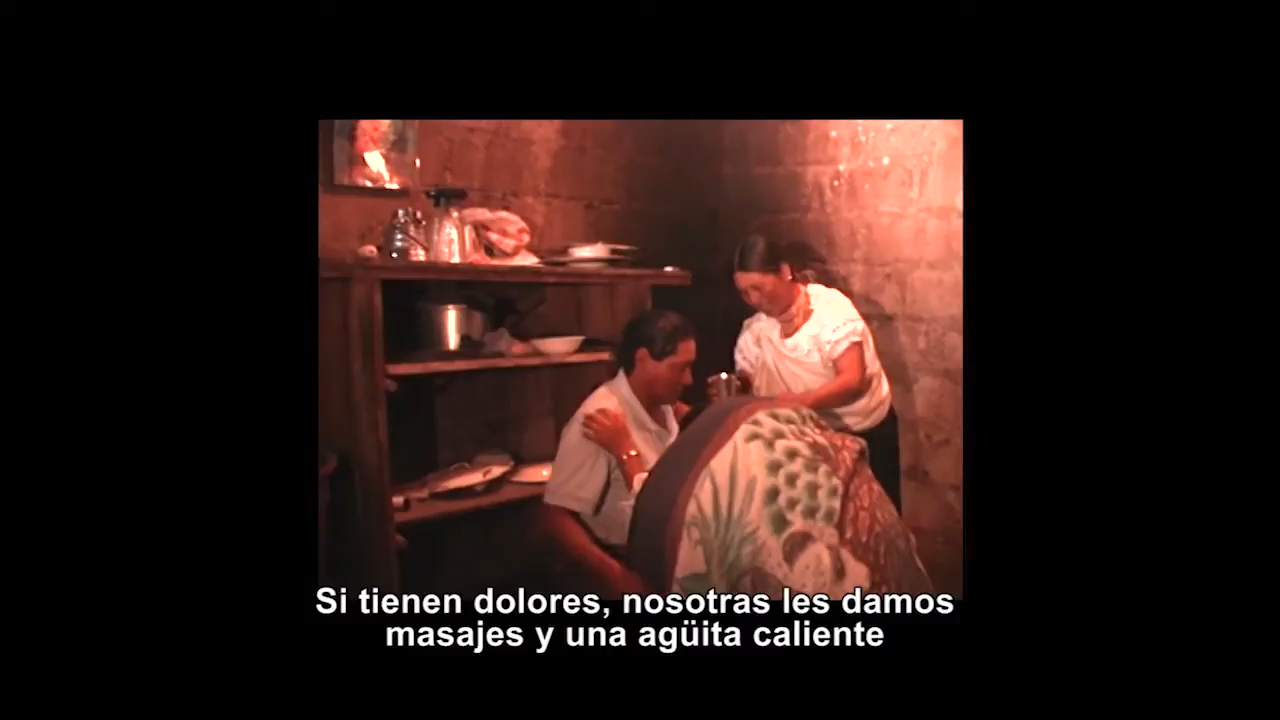 Si tienen dolores, nosotras les damos
masajes y una agüita caliente